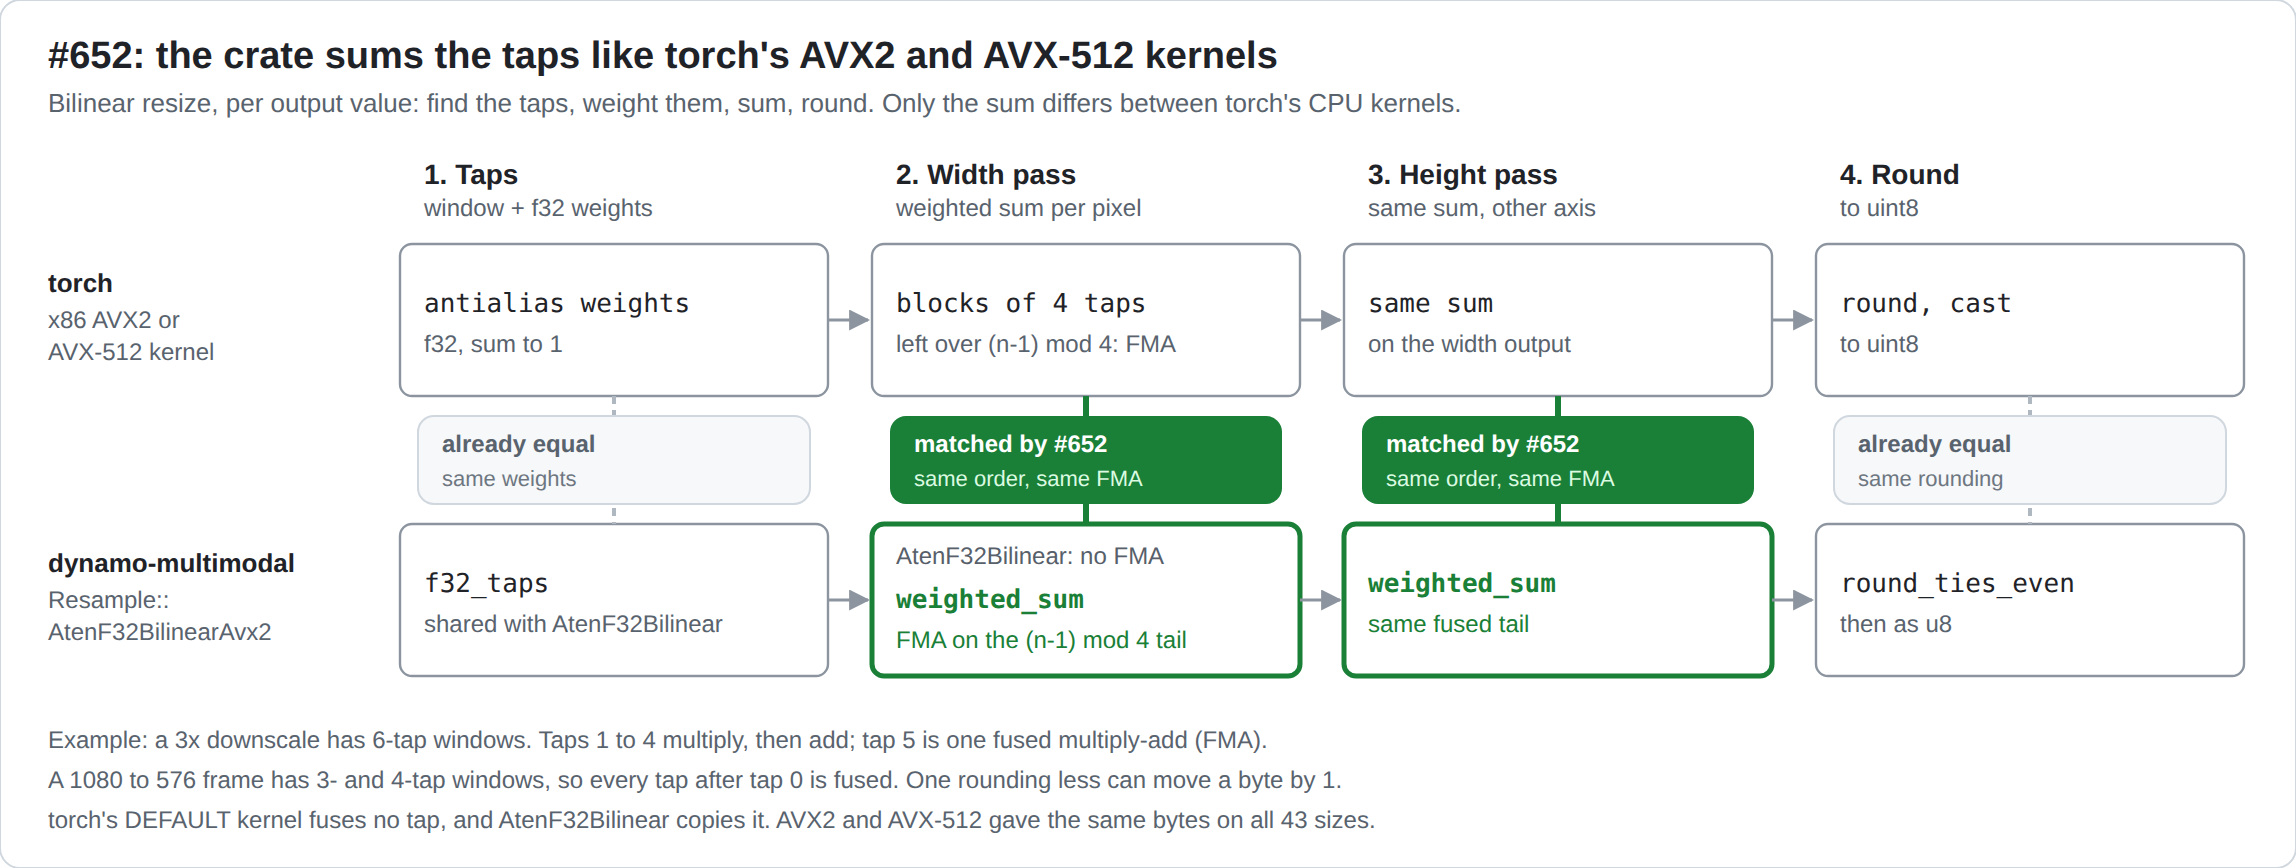 #652: the crate sums the taps like torch's AVX2 and AVX-512 kernels
Bilinear resize, per output value: find the taps, weight them, sum, round. Only the sum differs between torch's CPU kernels.
1. Taps
window + f32 weights
2. Width pass
weighted sum per pixel
3. Height pass
same sum, other axis
4. Round
to uint8
torch
x86 AVX2 or
AVX-512 kernel
antialias weights
f32, sum to 1
blocks of 4 taps
left over (n-1) mod 4: FMA
same sum
on the width output
round, cast
to uint8
already equal
same weights
matched by #652
same order, same FMA
matched by #652
same order, same FMA
already equal
same rounding
dynamo-multimodal
Resample::
AtenF32BilinearAvx2
f32_taps
shared with AtenF32Bilinear
AtenF32Bilinear: no FMA
weighted_sum
FMA on the (n-1) mod 4 tail
weighted_sum
same fused tail
round_ties_even
then as u8
Example: a 3x downscale has 6-tap windows. Taps 1 to 4 multiply, then add; tap 5 is one fused multiply-add (FMA).
A 1080 to 576 frame has 3- and 4-tap windows, so every tap after tap 0 is fused. One rounding less can move a byte by 1.
torch's DEFAULT kernel fuses no tap, and AtenF32Bilinear copies it. AVX2 and AVX-512 gave the same bytes on all 43 sizes.